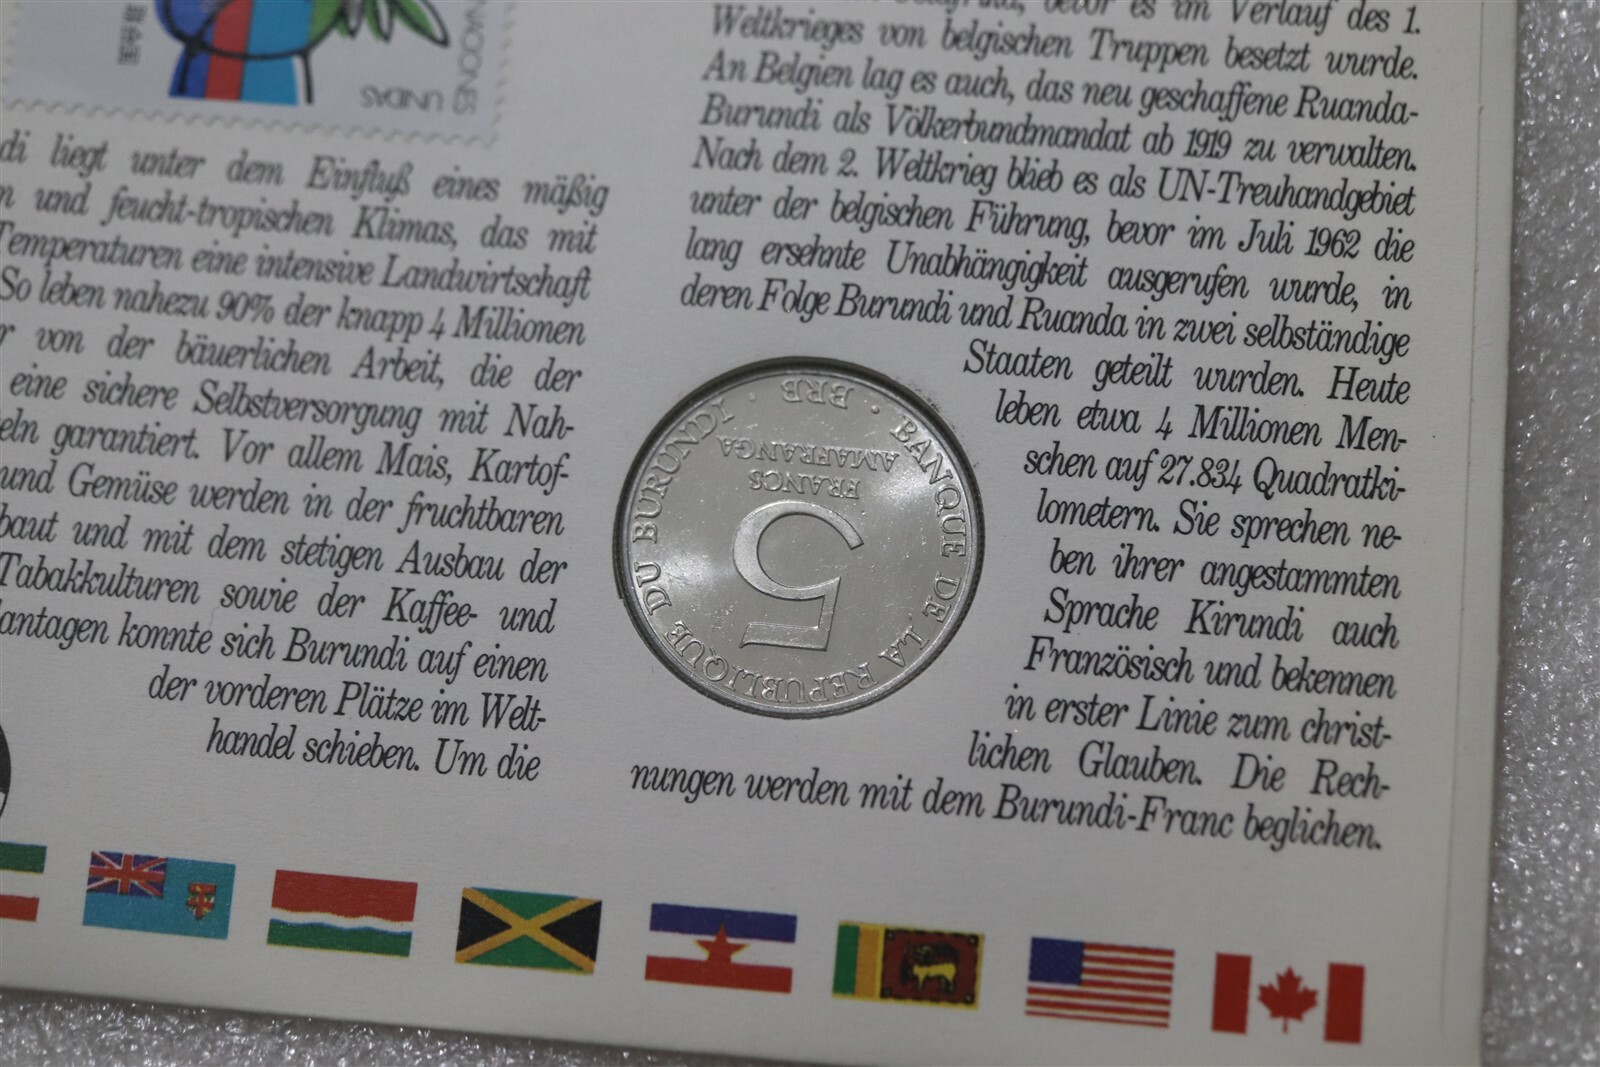 NACIONES
UNIDAS
di liegt unter dem Einfluß eines mäßig
und feucht-tropischen Klimas, das mit
Temperaturen eine intensive Landwirtschaft
So leben nahezu 90% der knapp 4 Millionen
r von der bäuerlichen Arbeit, die der
eine sichere Selbstversorgung mit Nah-
eln garantiert. Vor allem Mais, Kartof-
und Gemüse werden in der fruchtbaren
baut und mit dem stetigen Ausbau der
Tabakkulturen sowie der Kaffee- und
lantagen konnte sich Burundi auf einen
der vorderen Plätze im Welt-
handel schieben. Um die
bevor es im Verlauf des 1.
Weltkrieges von belgischen Truppen besetzt wurde.
An Belgien lag es auch, das neu geschaffene Ruanda-
Burundi als Völkerbundmandat ab 1919 zu verwalten.
Nach dem 2. Weltkrieg blieb es als UN-Treuhandgebiet
unter der belgischen Führung, bevor im Juli 1962 die
lang ersehnte Unabhängigkeit ausgerufen wurde, in
deren Folge Burundi und Ruanda in zwei selbständige
Staaten geteilt wurden. Heute
leben etwa 4 Millionen Men-
schen auf 27.834 Quadratki-
lometern. Sie sprechen ne-
ben ihrer angestammten
Sprache Kirundi auch
Französisch und bekennen
in erster Linie zum christ-
lichen Glauben. Die Rech-
nungen werden mit dem Burundi-Franc beglichen.
BANQUE DE LA REPUBLIQUE DU BURUNDI · BRB ·
5
FRANCS
AMAFRANGA